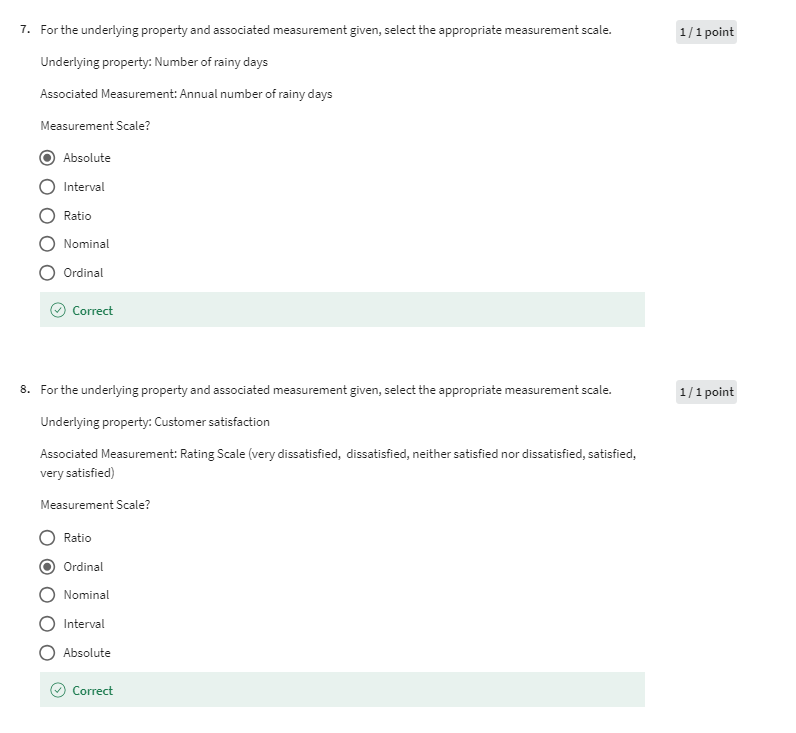 7. For the underlying property and associated measurement given, select the appropriate measurement scale.
1 / 1 point
Underlying property: Number of rainy days
Associated Measurement: Annual number of rainy days
Measurement Scale?
Absolute
Interval
Ratio
Nominal
Ordinal
Correct
8. For the underlying property and associated measurement given, select the appropriate measurement scale.
1 / 1 point
Underlying property: Customer satisfaction
Associated Measurement: Rating Scale (very dissatisfied, dissatisfied, neither satisfied nor dissatisfied, satisfied,
very satisfied)
Measurement Scale?
Ratio
Ordinal
Nominal
Interval
Absolute
Correct